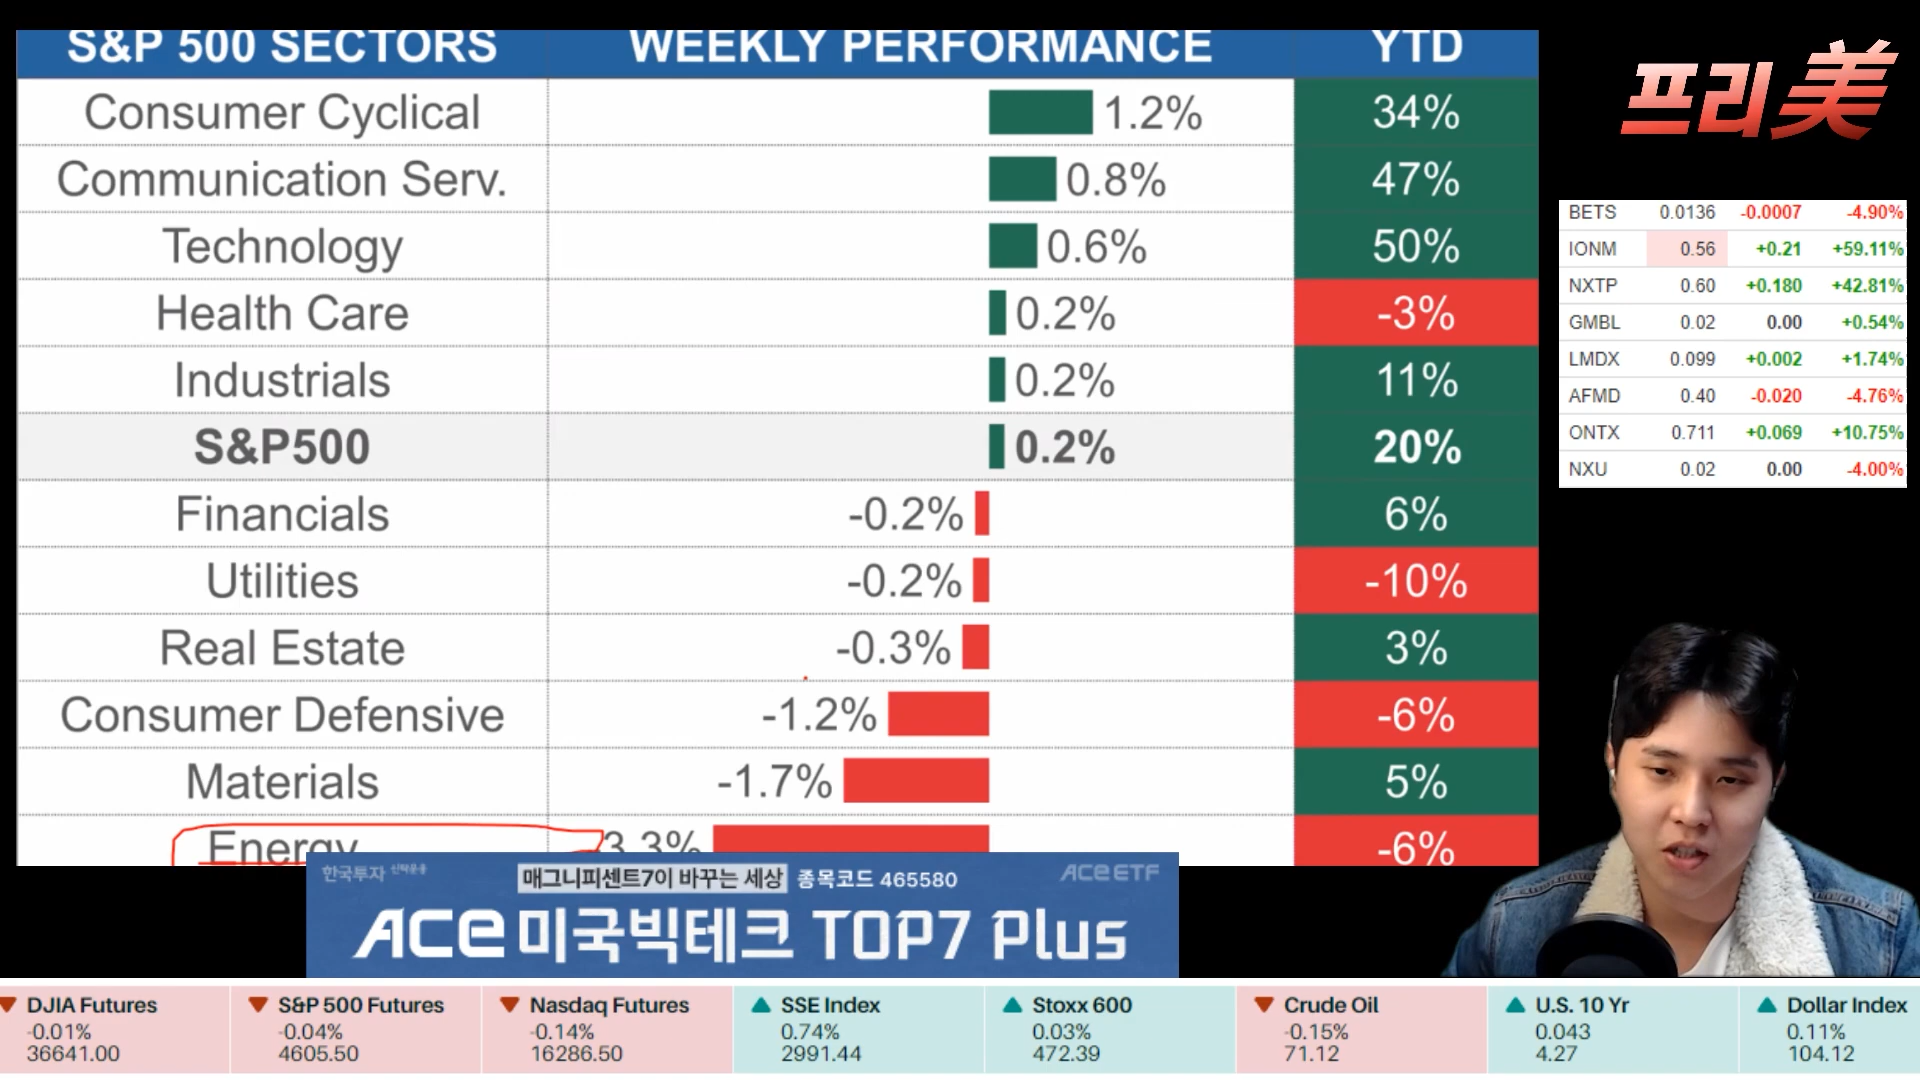 S&P 500 SECTORS WEEKLY PERFORMANCE YTD
Consumer Cyclical 1.2% 34%
Communication Serv. 0.8% 47%
Technology 0.6% 50%
Health Care 0.2% -3%
Industrials 0.2% 11%
S&P500 0.2% 20%
Financials -0.2% 6%
Utilities -0.2% -10%
Real Estate -0.3% 3%
Consumer Defensive -1.2% -6%
Materials -1.7% 5%
Energy 3.3% -6%
프리美
BETS 0.0136 -0.0007 -4.90%
IONM 0.56 +0.21 +59.11%
NXTP 0.60 +0.180 +42.81%
GMBL 0.02 0.00 +0.54%
LMDX 0.099 +0.002 +1.74%
AFMD 0.40 -0.020 -4.76%
ONTX 0.711 +0.069 +10.75%
NXU 0.02 0.00 -4.00%
한국투자 신탁운용 매그니피센트7이 바꾸는 세상 종목코드 465580 ACE ETF
ACE 미국빅테크 TOP7 Plus
DJIA Futures S&P 500 Futures Nasdaq Futures SSE Index Stoxx 600 Crude Oil U.S. 10 Yr Dollar Index
-0.01% -0.04% -0.14% 0.74% 0.03% -0.15% 0.043 0.11%
36641.00 4605.50 16286.50 2991.44 472.39 71.12 4.27 104.12